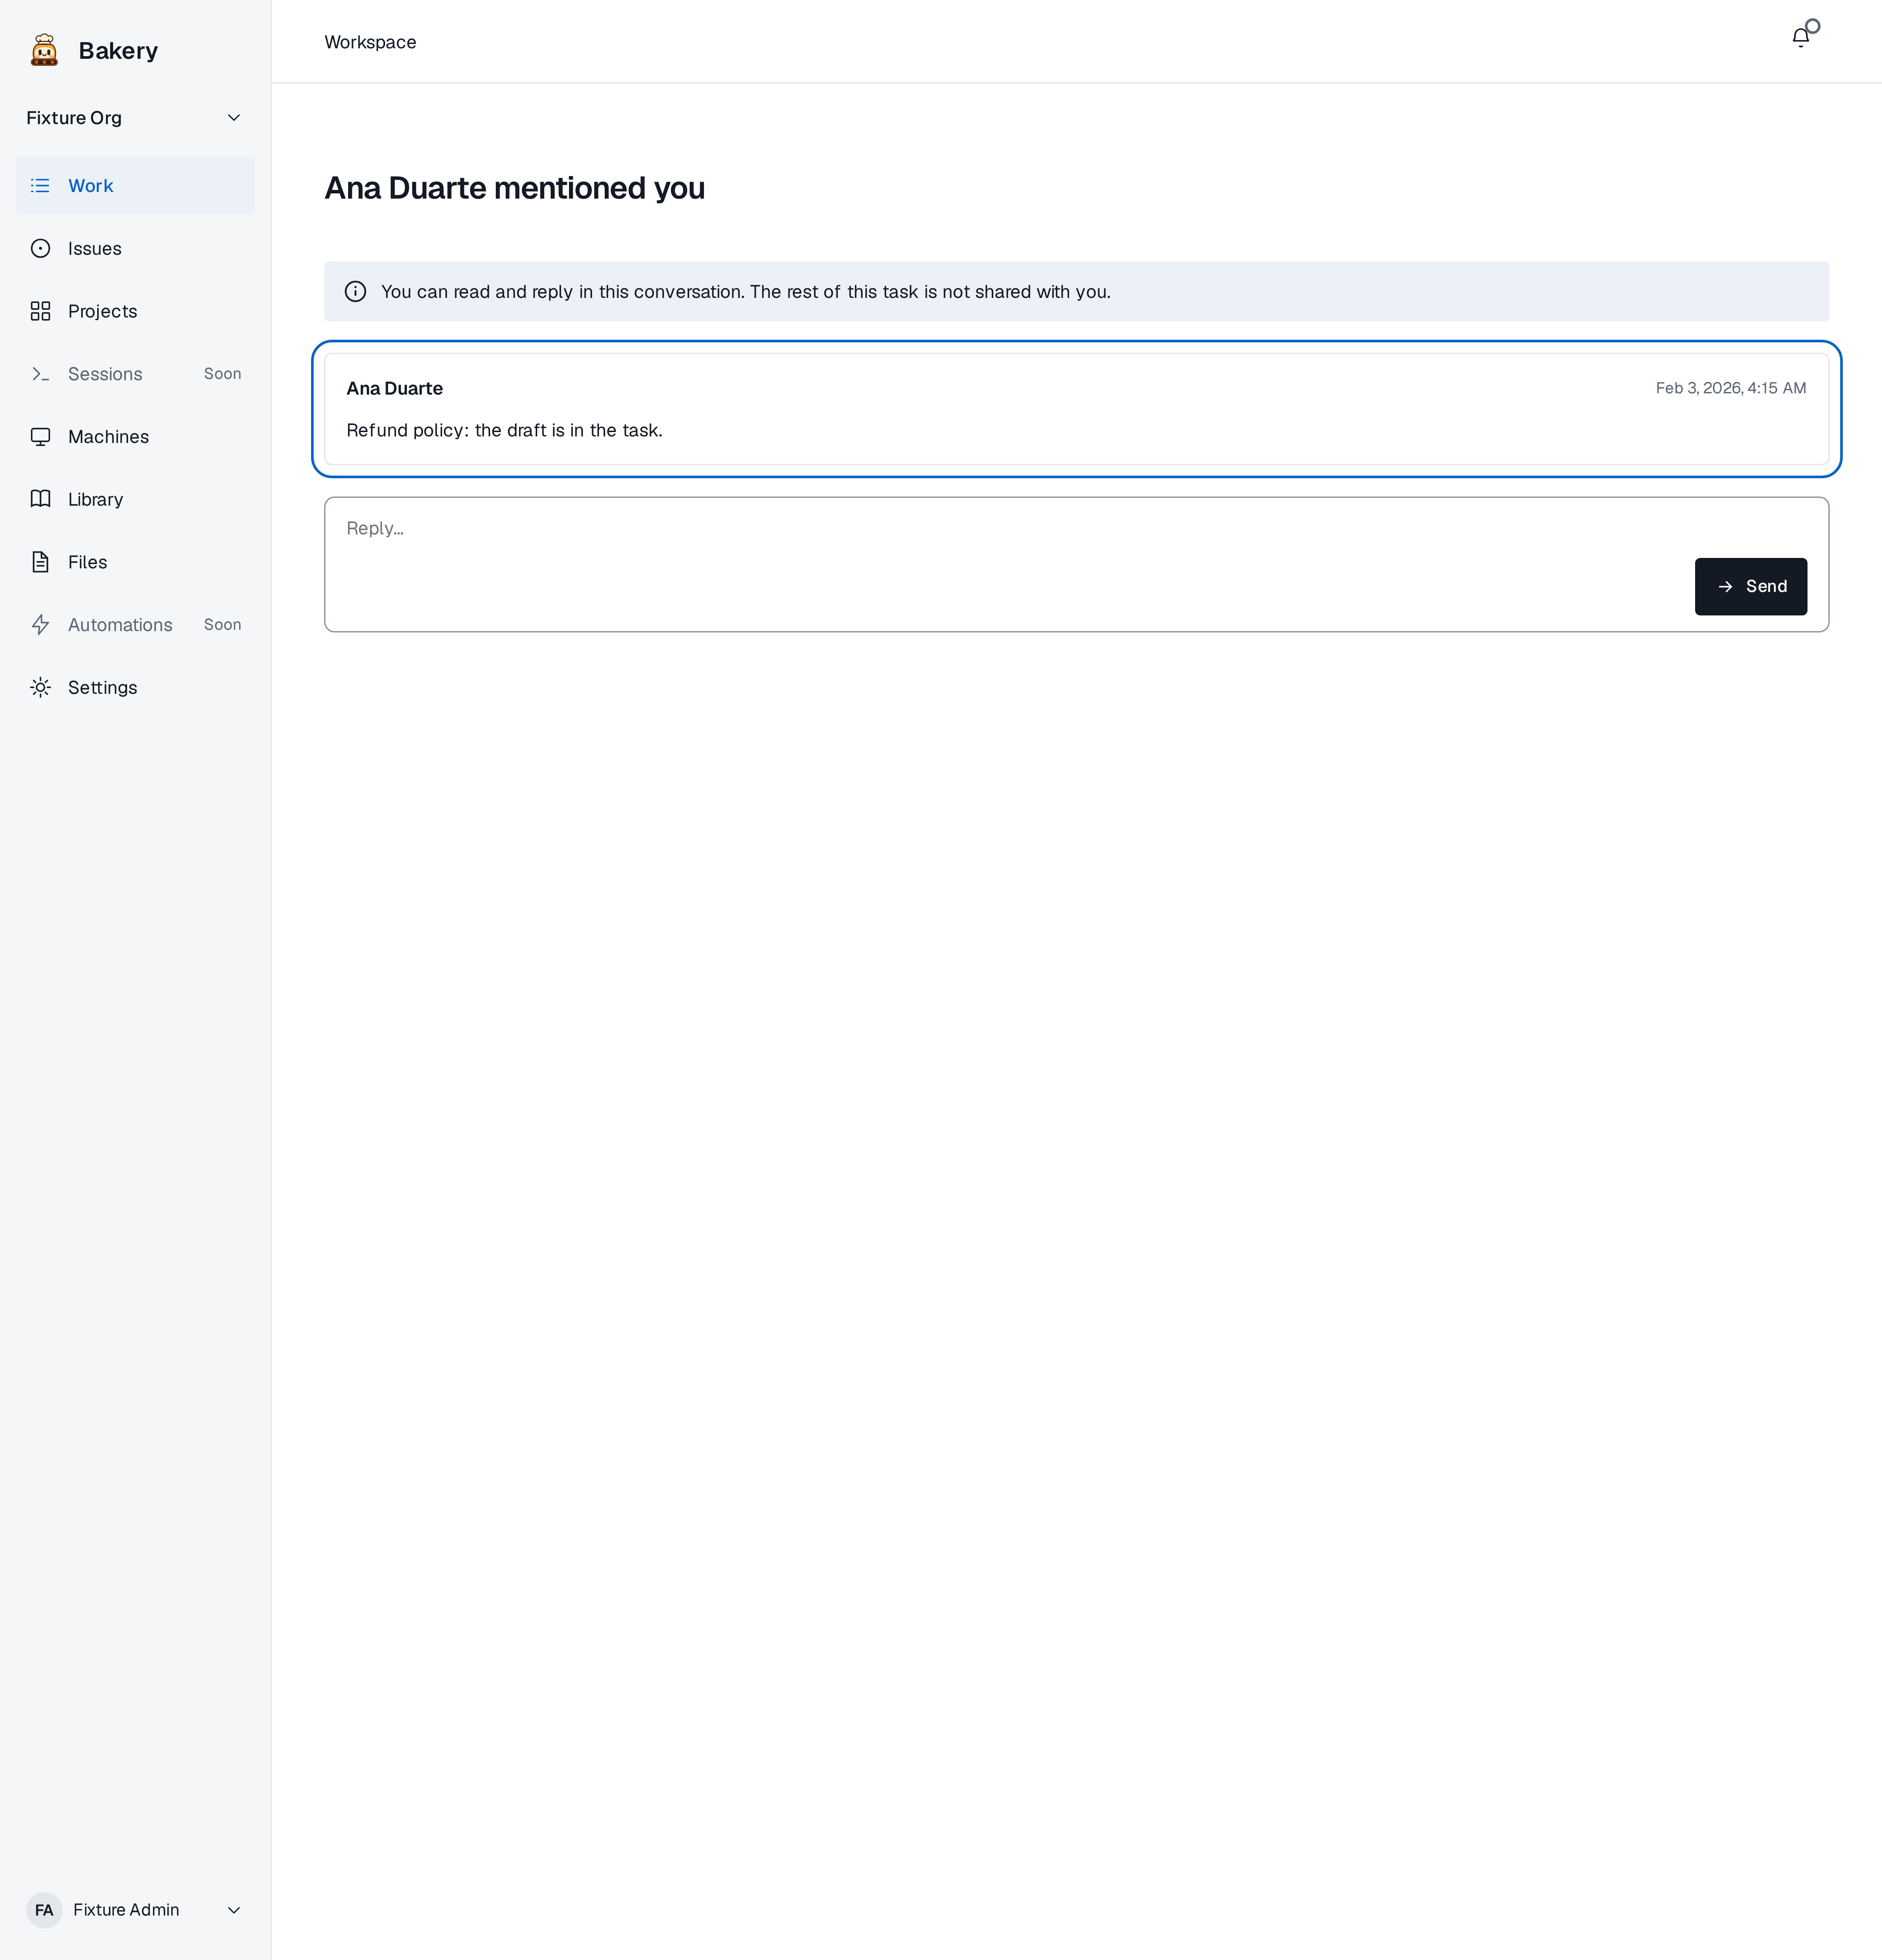 Bakery
Fixture Org
Work
Issues
Projects
Sessions Soon
Machines
Library
Files
Automations Soon
Settings
FA Fixture Admin
Workspace
Ana Duarte mentioned you
You can read and reply in this conversation. The rest of this task is not shared with you.
Ana Duarte Feb 3, 2026, 4:15 AM
Refund policy: the draft is in the task.
Reply...
Send